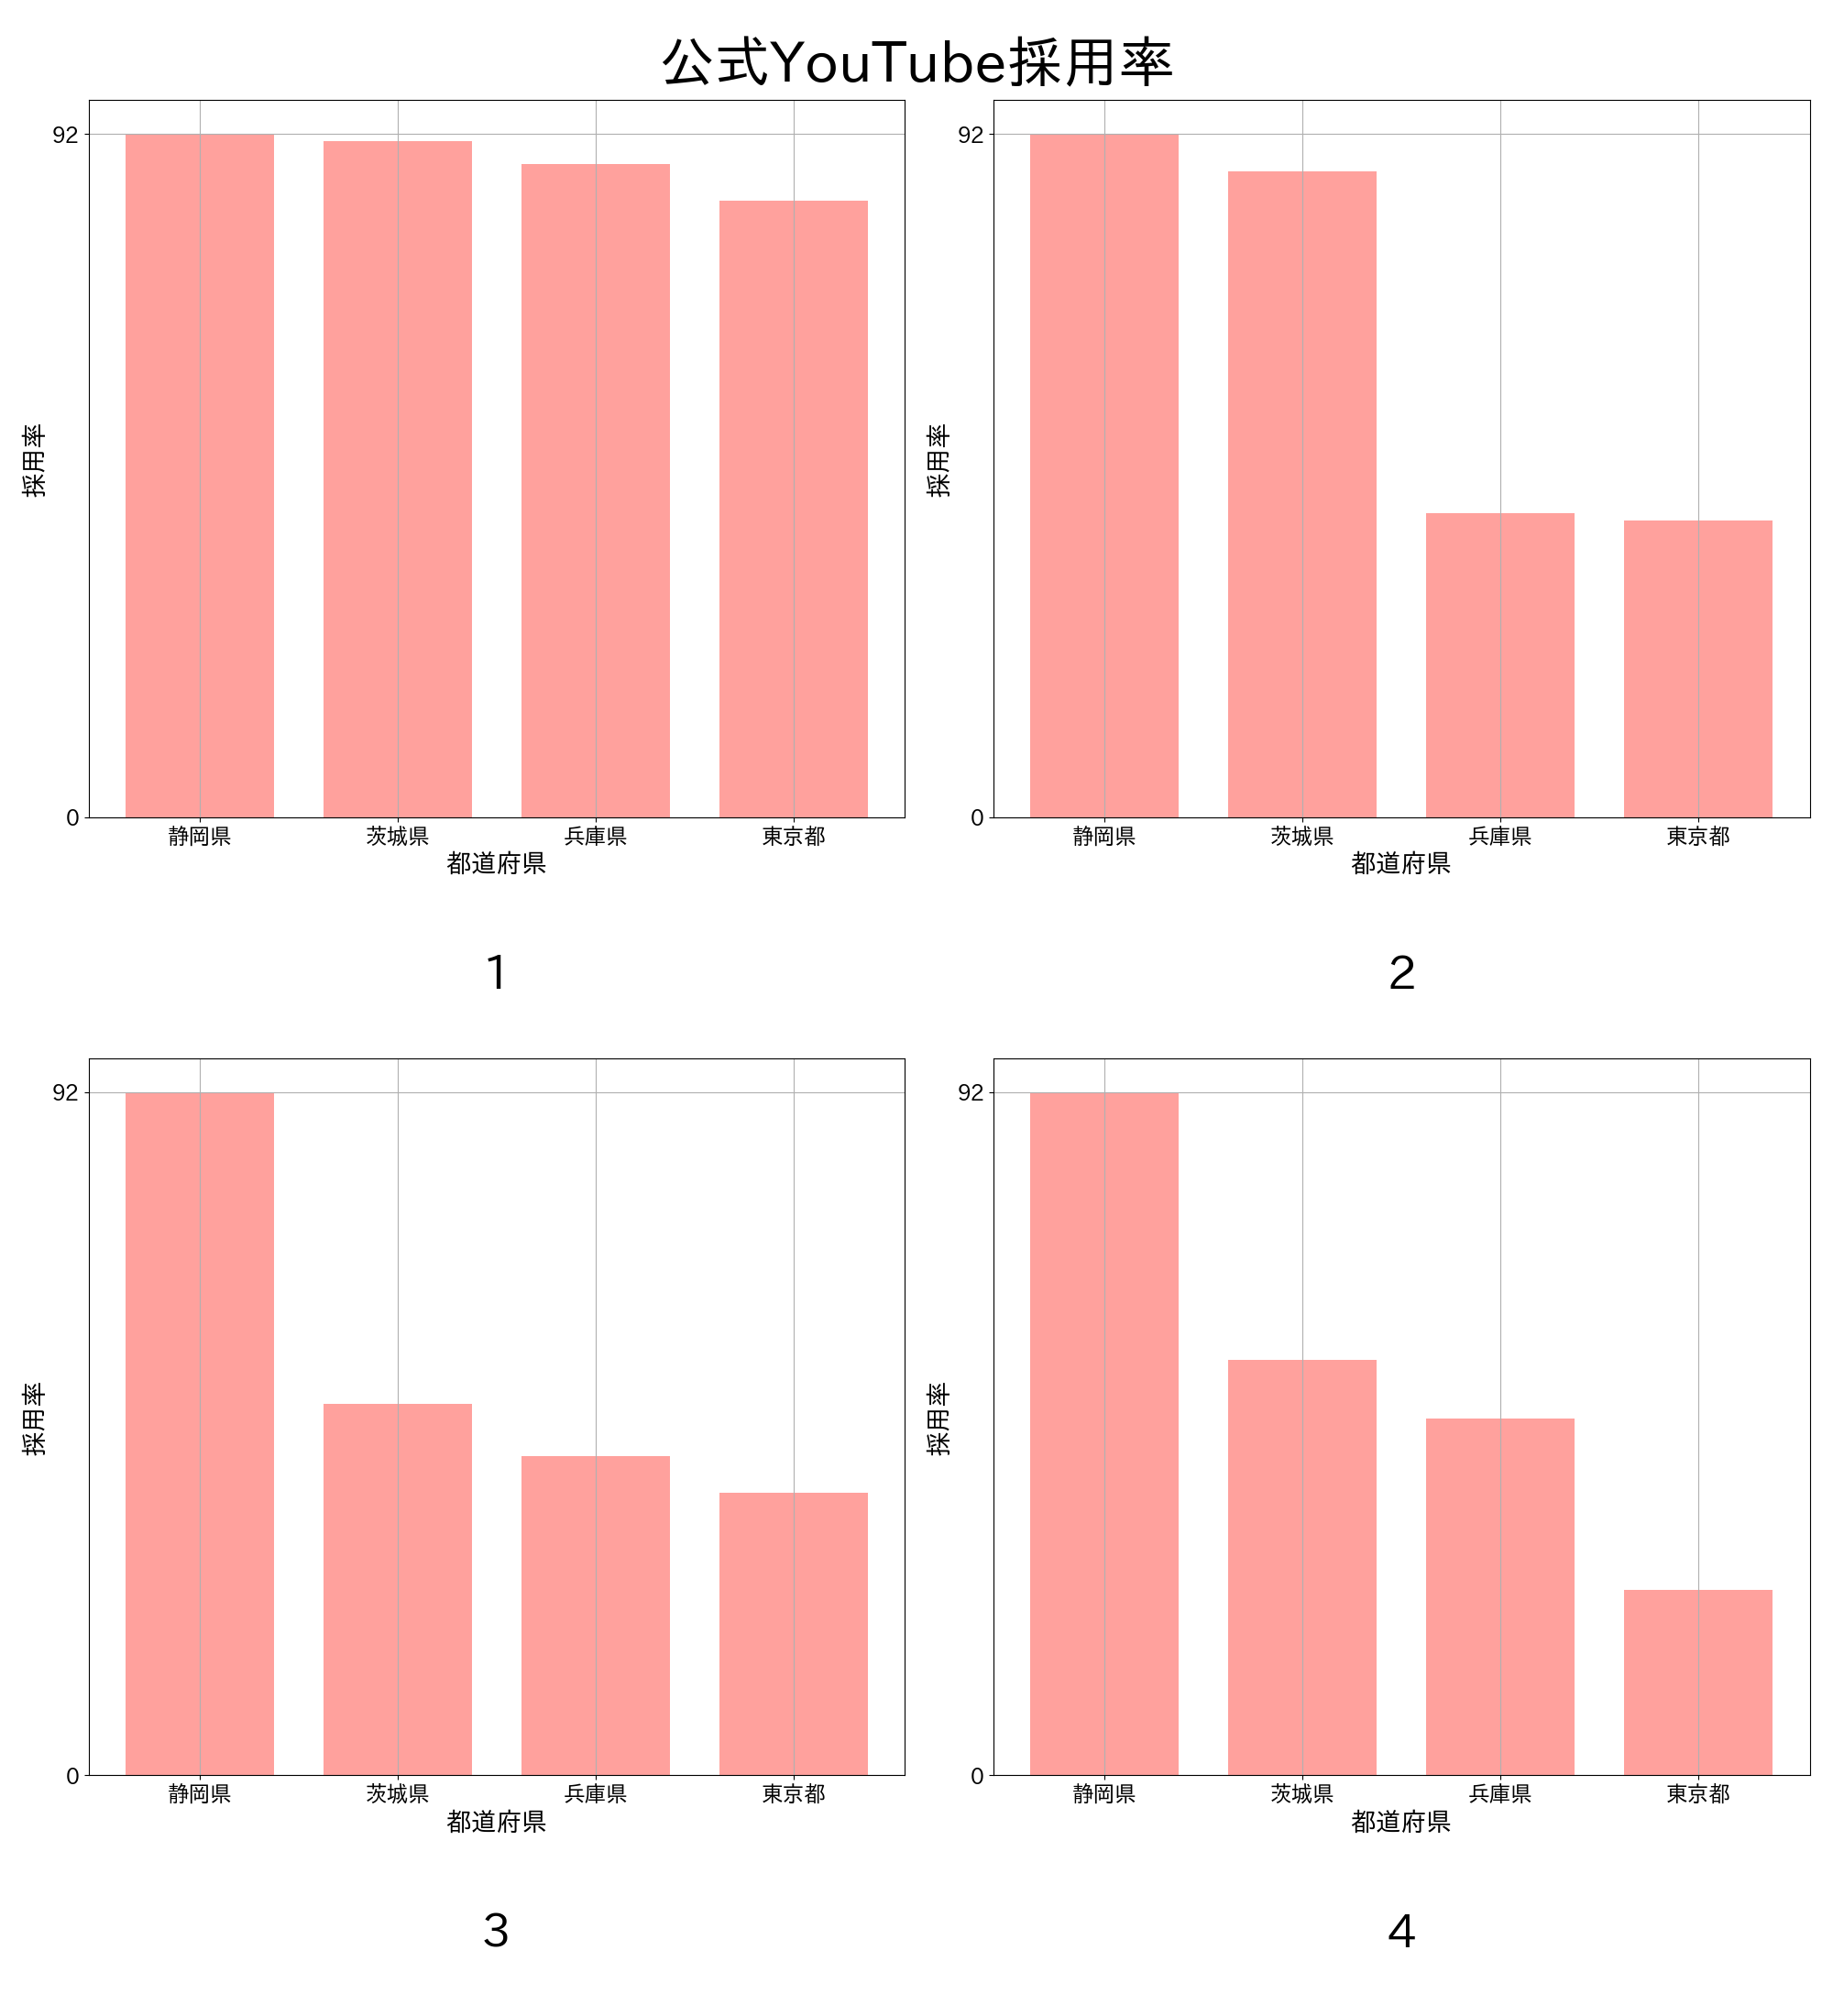 公式YouTube採用率
92
0
採用率
静岡県 茨城県 兵庫県 東京都
都道府県
1
92
0
採用率
静岡県 茨城県 兵庫県 東京都
都道府県
2
92
0
採用率
静岡県 茨城県 兵庫県 東京都
都道府県
3
92
0
採用率
静岡県 茨城県 兵庫県 東京都
都道府県
4